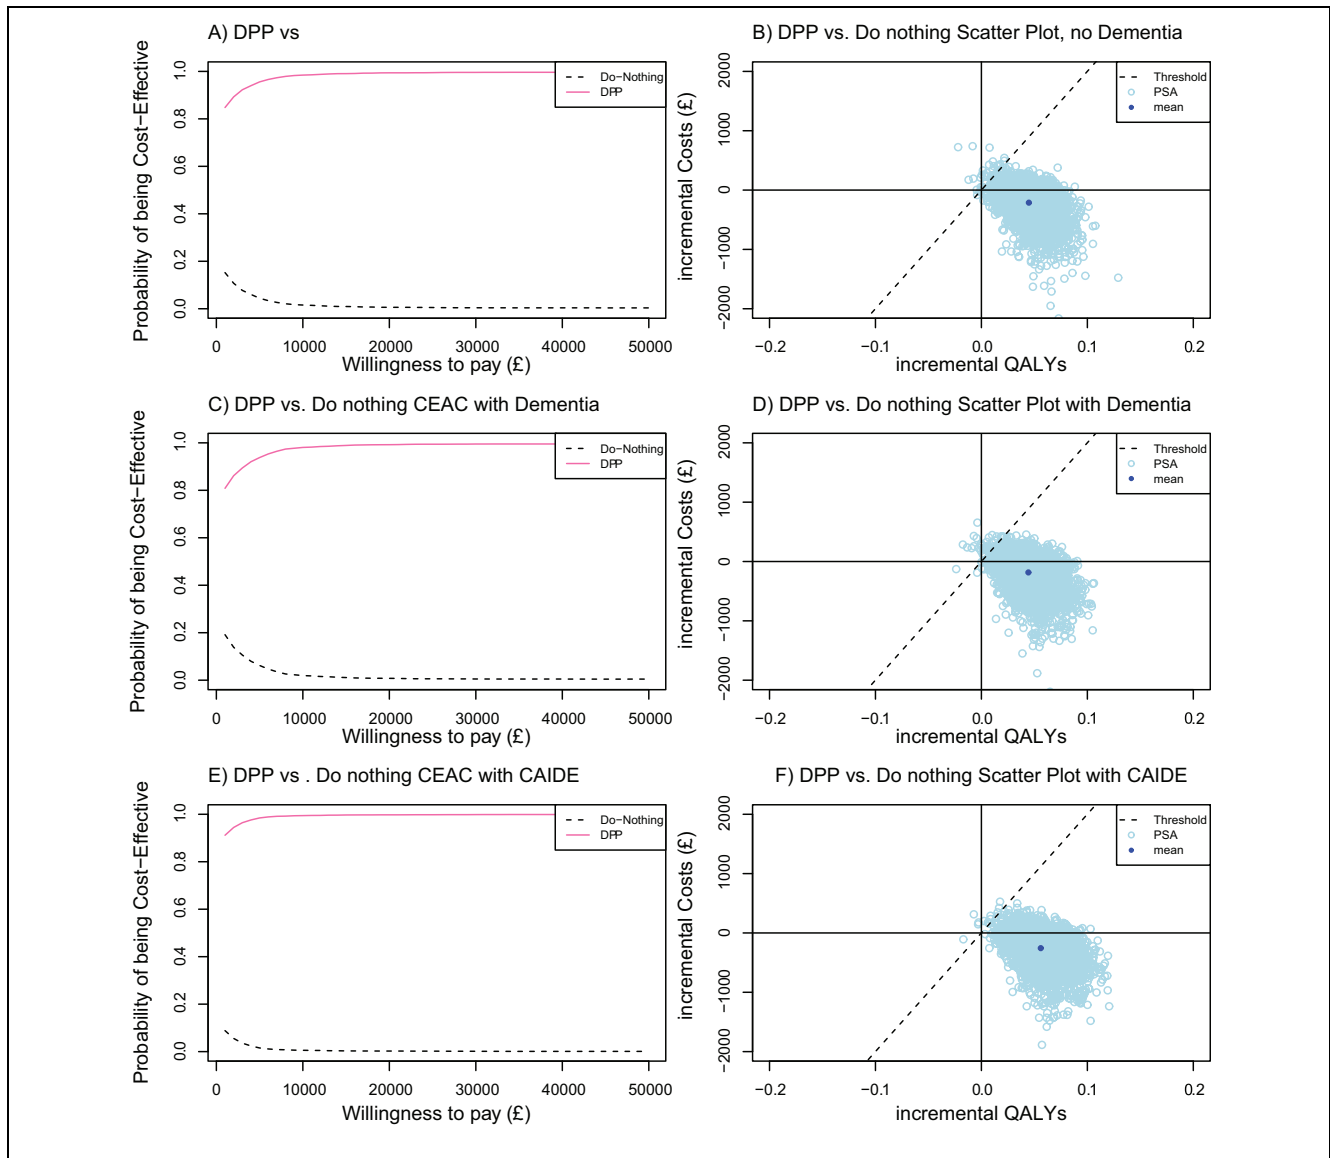 A) DPP vs
Probability of being Cost−Effective
1.0
0.8
0.6
0.4
0.2
0.0
Do−Nothing
DPP
0 10000 20000 30000 40000 50000
Willingness to pay (£)
B) DPP vs. Do nothing Scatter Plot, no Dementia
incremental Costs (£)
2000
1000
0
−1000
−2000
Threshold
PSA
mean
−0.2 −0.1 0.0 0.1 0.2
incremental QALYs
C) DPP vs. Do nothing CEAC with Dementia
Probability of being Cost−Effective
1.0
0.8
0.6
0.4
0.2
0.0
Do−Nothing
DPP
0 10000 20000 30000 40000 50000
Willingness to pay (£)
D) DPP vs. Do nothing Scatter Plot with Dementia
incremental Costs (£)
2000
1000
0
−1000
−2000
Threshold
PSA
mean
−0.2 −0.1 0.0 0.1 0.2
incremental QALYs
E) DPP vs . Do nothing CEAC with CAIDE
Probability of being Cost−Effective
1.0
0.8
0.6
0.4
0.2
0.0
Do−Nothing
DPP
0 10000 20000 30000 40000 50000
Willingness to pay (£)
F) DPP vs. Do nothing Scatter Plot with CAIDE
incremental Costs (£)
2000
1000
0
−1000
−2000
Threshold
PSA
mean
−0.2 −0.1 0.0 0.1 0.2
incremental QALYs